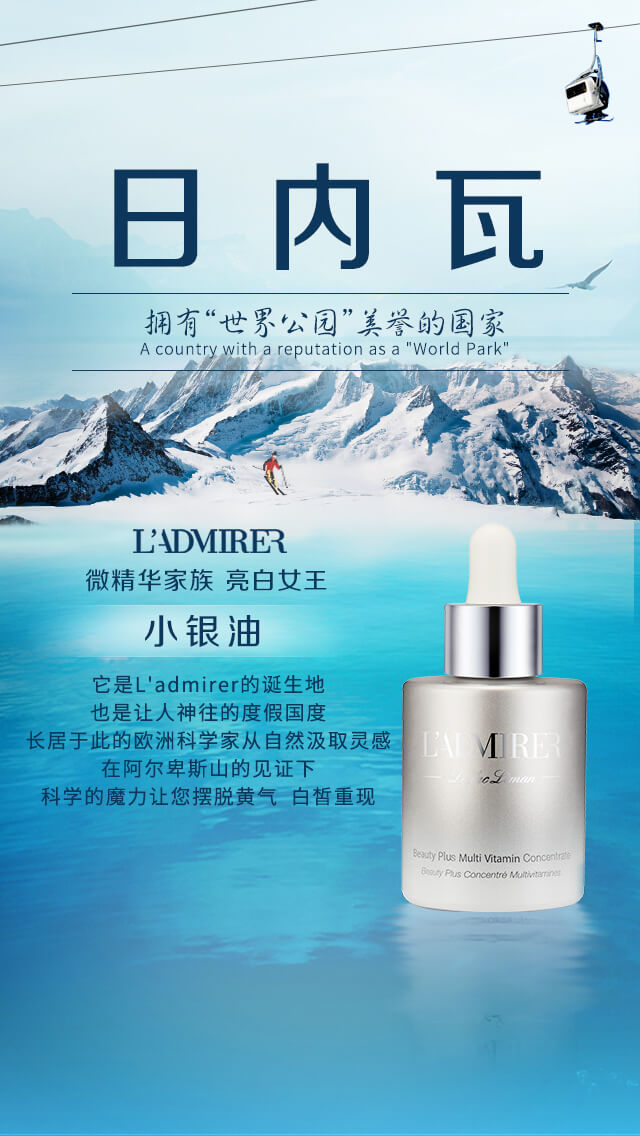 日内瓦
拥有“世界公园”美誉的国家
A country with a reputation as a "World Park"
L'ADMIRER
微精华家族 亮白女王
小银油
它是L'admirer的诞生地
也是让人神往的度假国度
长居于此的欧洲科学家从自然汲取灵感
在阿尔卑斯山的见证下
科学的魔力让您摆脱黄气 白皙重现
L'ADMIRER
Beauty Plus Multi Vitamin Concentrate
Beauty Plus Concentré Multivitamines